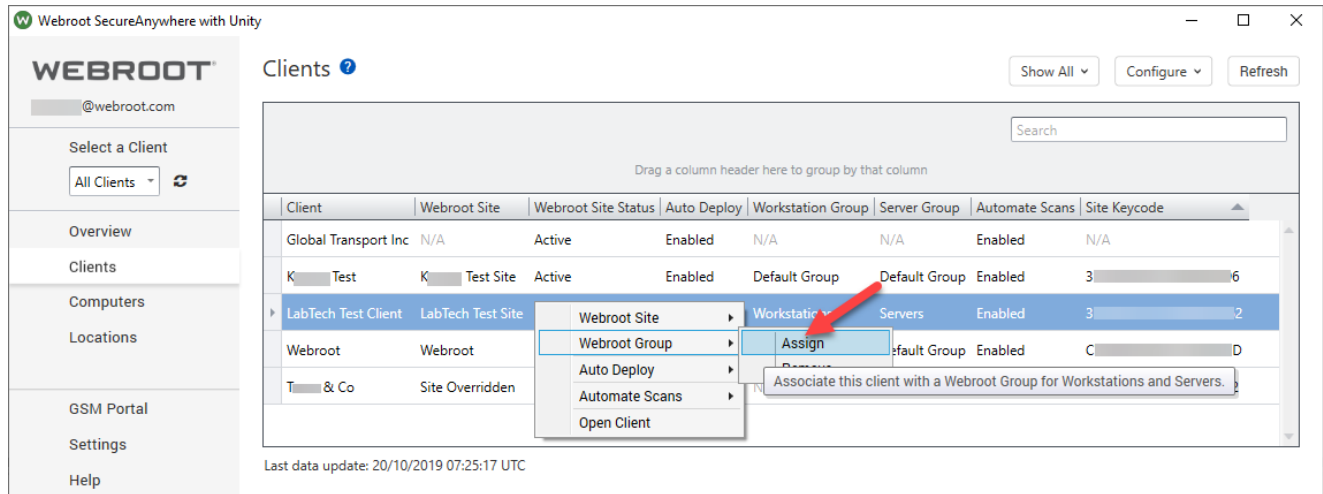 Webroot SecureAnywhere with Unity
WEBROOT
@webroot.com
Select a Client
All Clients
Overview
Clients
Computers
Locations
GSM Portal
Settings
Help
Clients ?
Show All
Configure
Refresh
Search
Drag a column header here to group by that column
Client Webroot Site Webroot Site Status Auto Deploy Workstation Group Server Group Automate Scans Site Keycode
Global Transport Inc N/A Active Enabled N/A N/A Enabled N/A
K Test K Test Site Active Enabled Default Group Default Group Enabled 3 6
LabTech Test Client LabTech Test Site Workstations Servers Enabled 3 2
Webroot Webroot Group Enabled C D
T & Co Site Overridden
Webroot Site
Webroot Group
Auto Deploy
Automate Scans
Open Client
Assign
Associate this client with a Webroot Group for Workstations and Servers.
Last data update: 20/10/2019 07:25:17 UTC